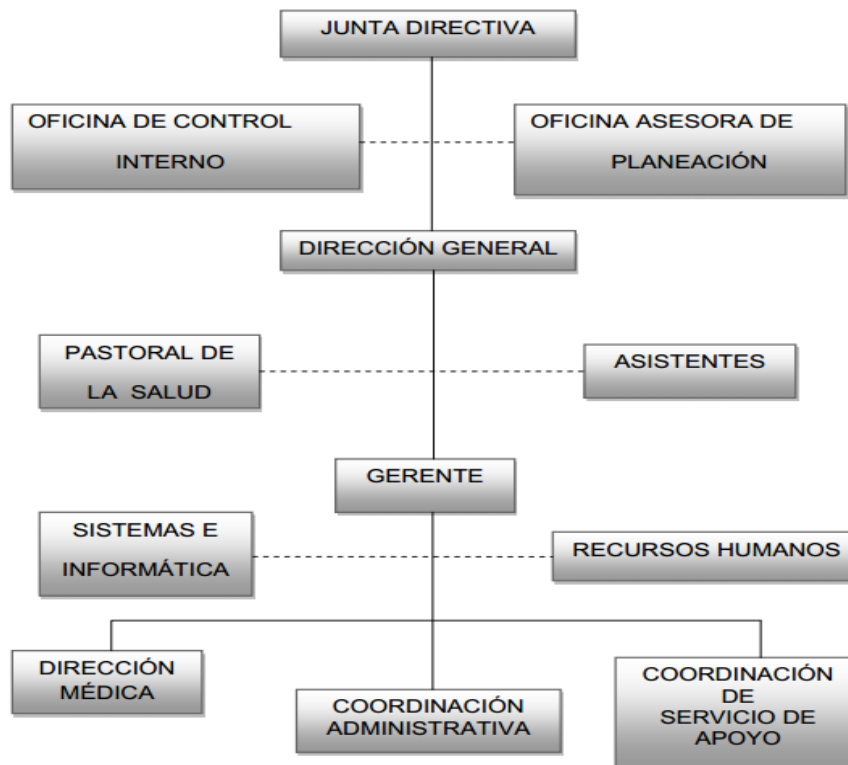 JUNTA DIRECTIVA
OFICINA DE CONTROL
INTERNO
OFICINA ASESORA DE
PLANEACIÓN
DIRECCIÓN GENERAL
PASTORAL DE
LA SALUD
ASISTENTES
GERENTE
SISTEMAS E
INFORMÁTICA
RECURSOS HUMANOS
DIRECCIÓN
MÉDICA
COORDINACIÓN
ADMINISTRATIVA
COORDINACIÓN
DE
SERVICIO DE
APOYO